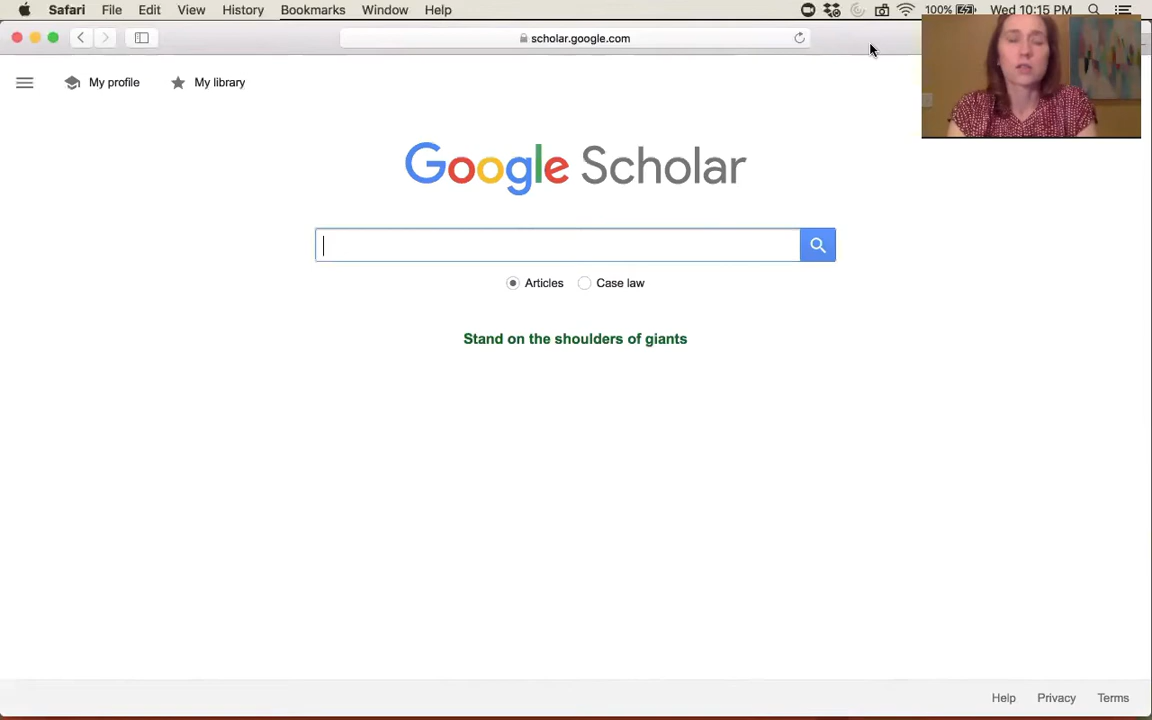 Safari File Edit View History Bookmarks Window Help 100% Wed 10:15 PM
scholar.google.com
My profile My library
Google Scholar
Articles Case law
Stand on the shoulders of giants
Help Privacy Terms